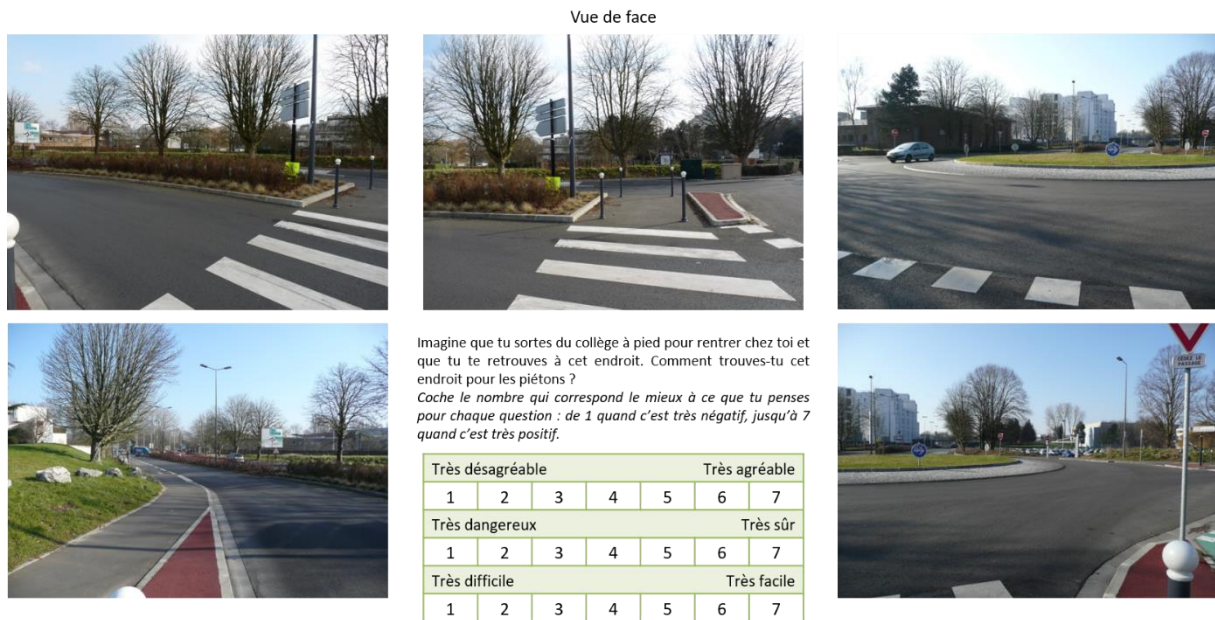 Vue de face
Imagine que tu sortes du collège à pied pour rentrer chez toi et
que tu te retrouves à cet endroit. Comment trouves-tu cet
endroit pour les piétons ?
Coche le nombre qui correspond le mieux à ce que tu penses
pour chaque question : de 1 quand c’est très négatif, jusqu’à 7
quand c’est très positif.
Très désagréable Très agréable
1 2 3 4 5 6 7
Très dangereux Très sûr
1 2 3 4 5 6 7
Très difficile Très facile
1 2 3 4 5 6 7
CÉDEZ LE
PASSAGE